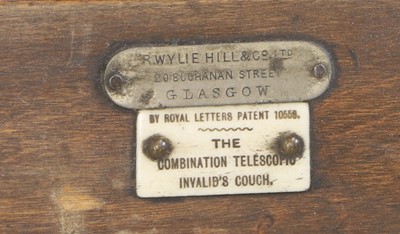 R. WYLIE HILL & CO. LTD
20 BUCHANAN STREET
GLASGOW
BY ROYAL LETTERS PATENT 10558.
THE
COMBINATION TELESCOPIC
INVALID'S COUCH.